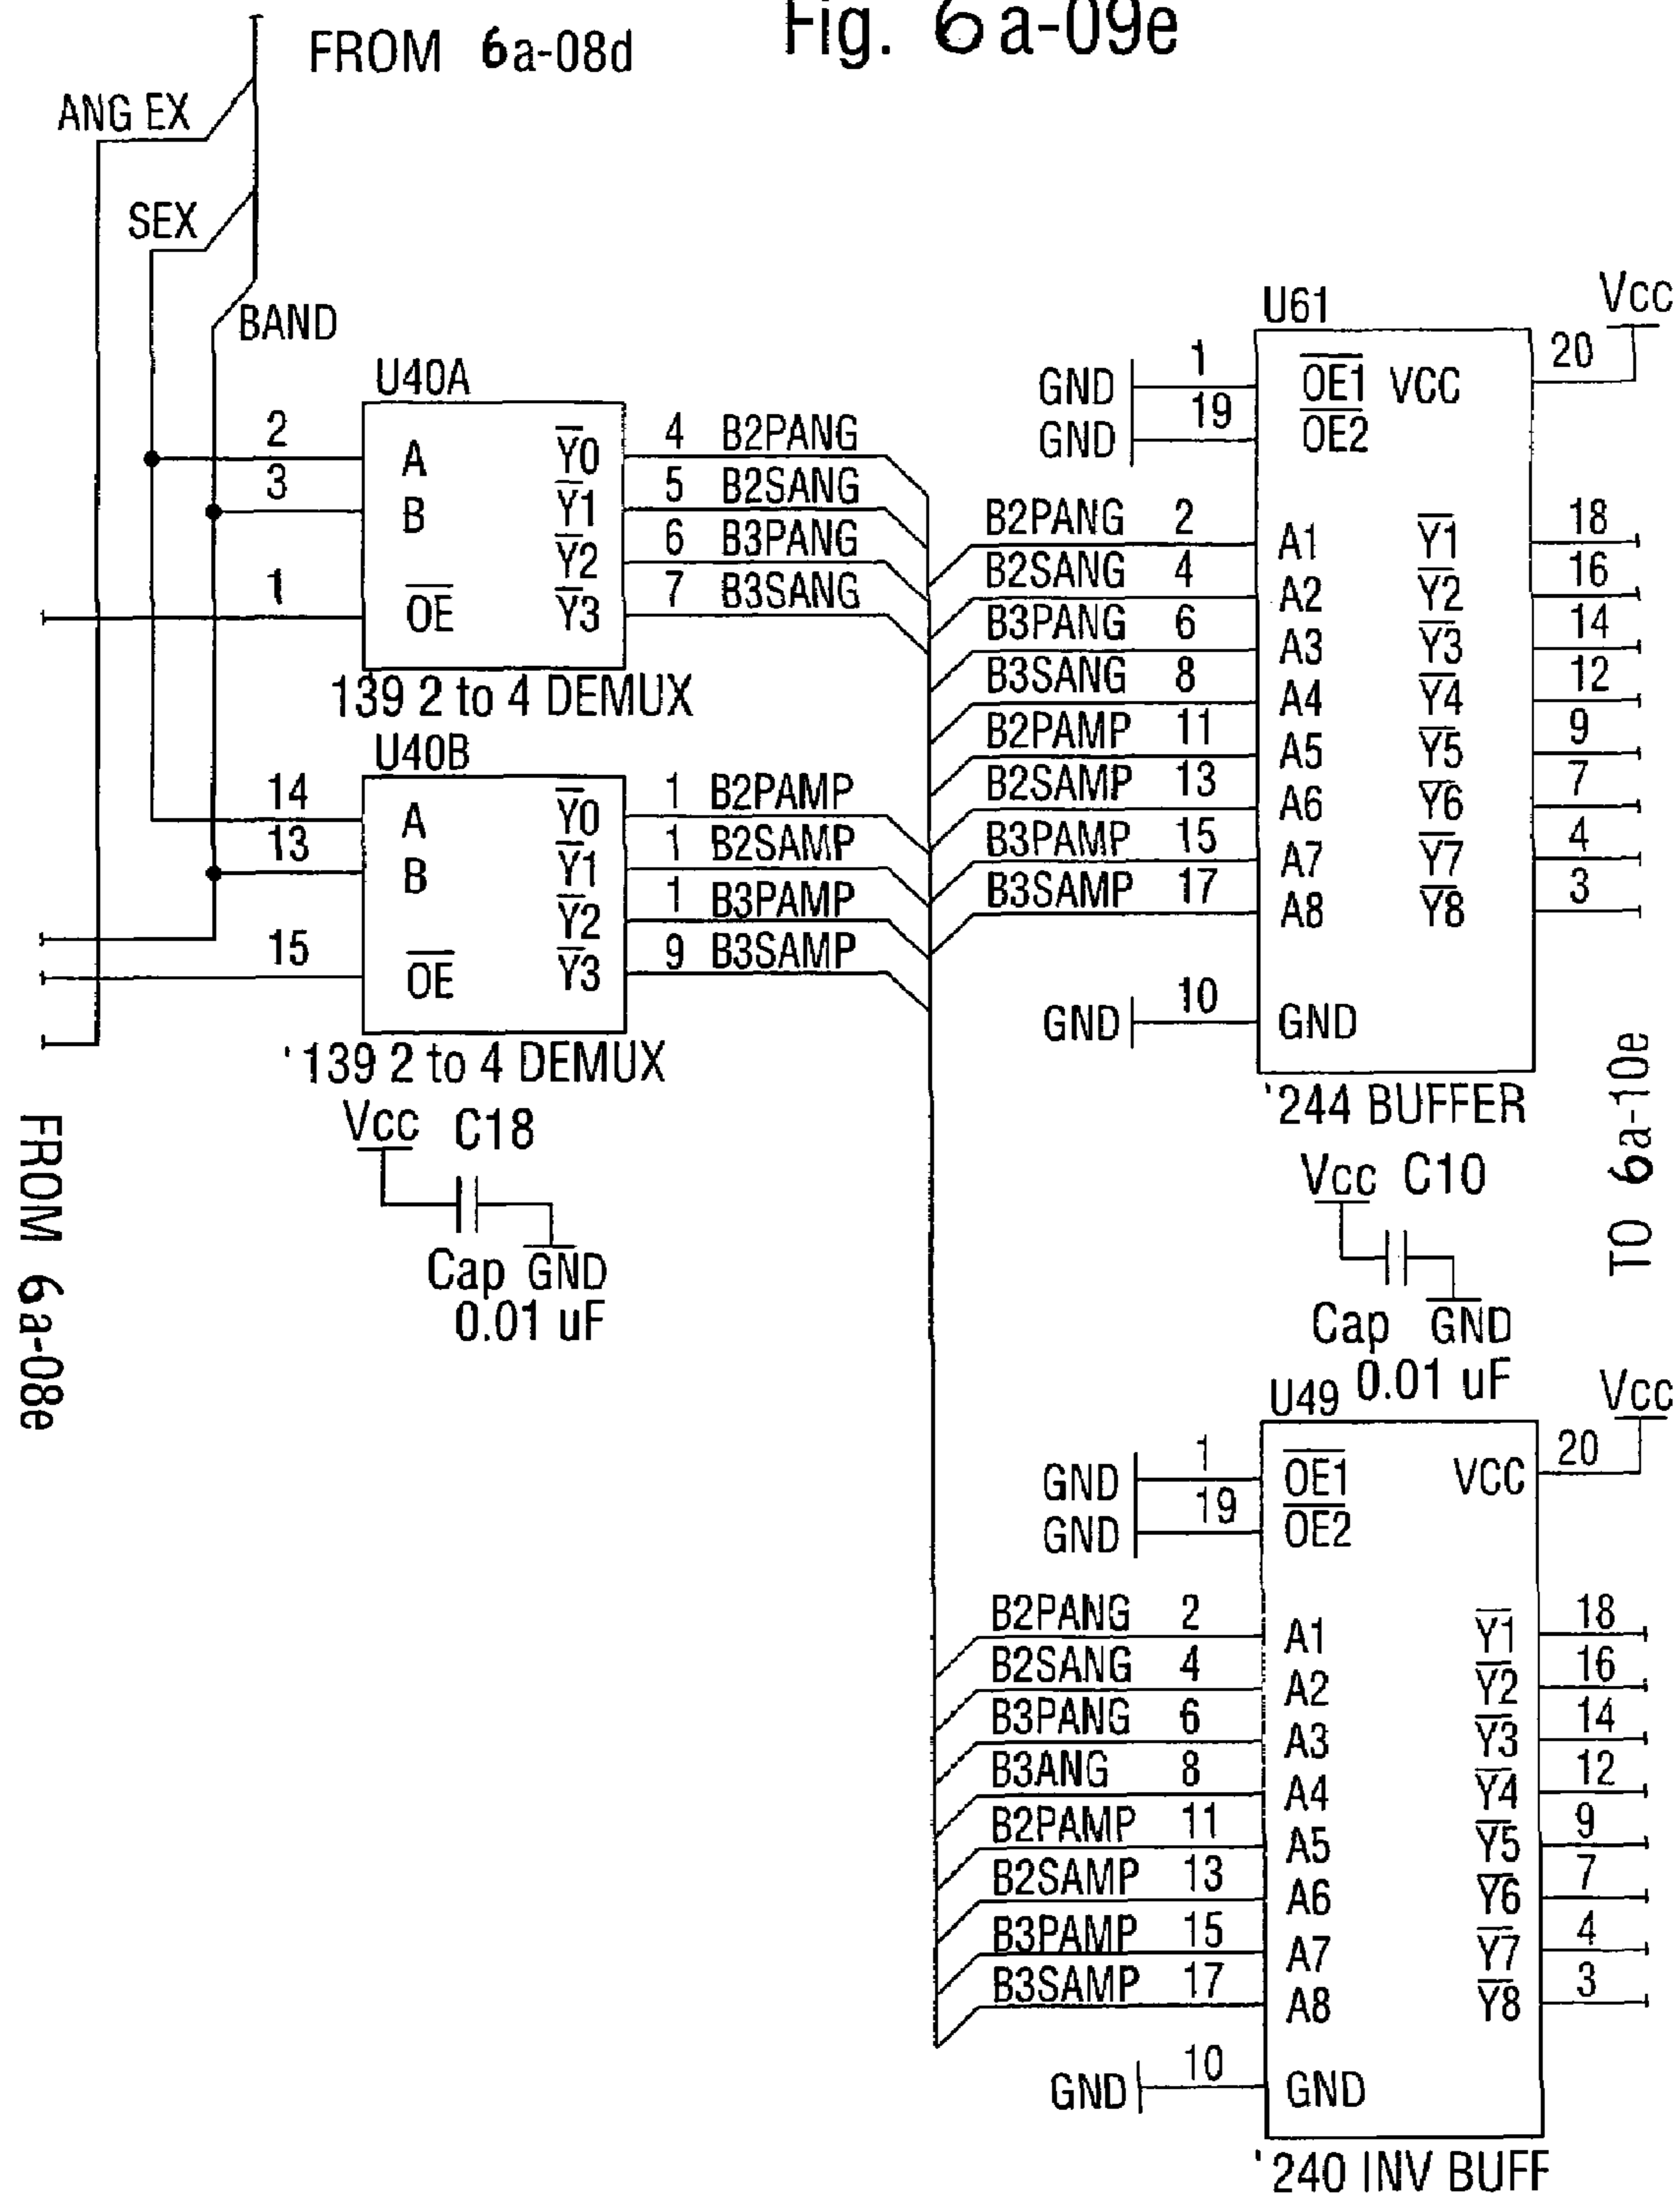 Fig. 6a-09e
FROM 6a-08d
ANG EX
SEX
BAND
U40A
2 A Y0 4 B2PANG
3 B Y1 5 B2SANG
Y2 6 B3PANG
1 OE Y3 7 B3SANG
139 2 to 4 DEMUX
U40B
14 A Y0 1 B2PAMP
13 B Y1 1 B2SAMP
Y2 1 B3PAMP
15 OE Y3 9 B3SAMP
'139 2 to 4 DEMUX
Vcc C18
Cap GND
0.01 uF
FROM 6a-08e
U61
Vcc
GND 1 OE1 VCC 20
GND 19 OE2
B2PANG 2 A1 Y1 18
B2SANG 4 A2 Y2 16
B3PANG 6 A3 Y3 14
B3SANG 8 A4 Y4 12
B2PAMP 11 A5 Y5 9
B2SAMP 13 A6 Y6 7
B3PAMP 15 A7 Y7 4
B3SAMP 17 A8 Y8 3
GND 10 GND
'244 BUFFER
TO 6a-10e
Vcc C10
Cap GND
0.01 uF
U49
Vcc
GND 1 OE1 VCC 20
GND 19 OE2
B2PANG 2 A1 Y1 18
B2SANG 4 A2 Y2 16
B3PANG 6 A3 Y3 14
B3ANG 8 A4 Y4 12
B2PAMP 11 A5 Y5 9
B2SAMP 13 A6 Y6 7
B3PAMP 15 A7 Y7 4
B3SAMP 17 A8 Y8 3
GND 10 GND
'240 INV BUFF